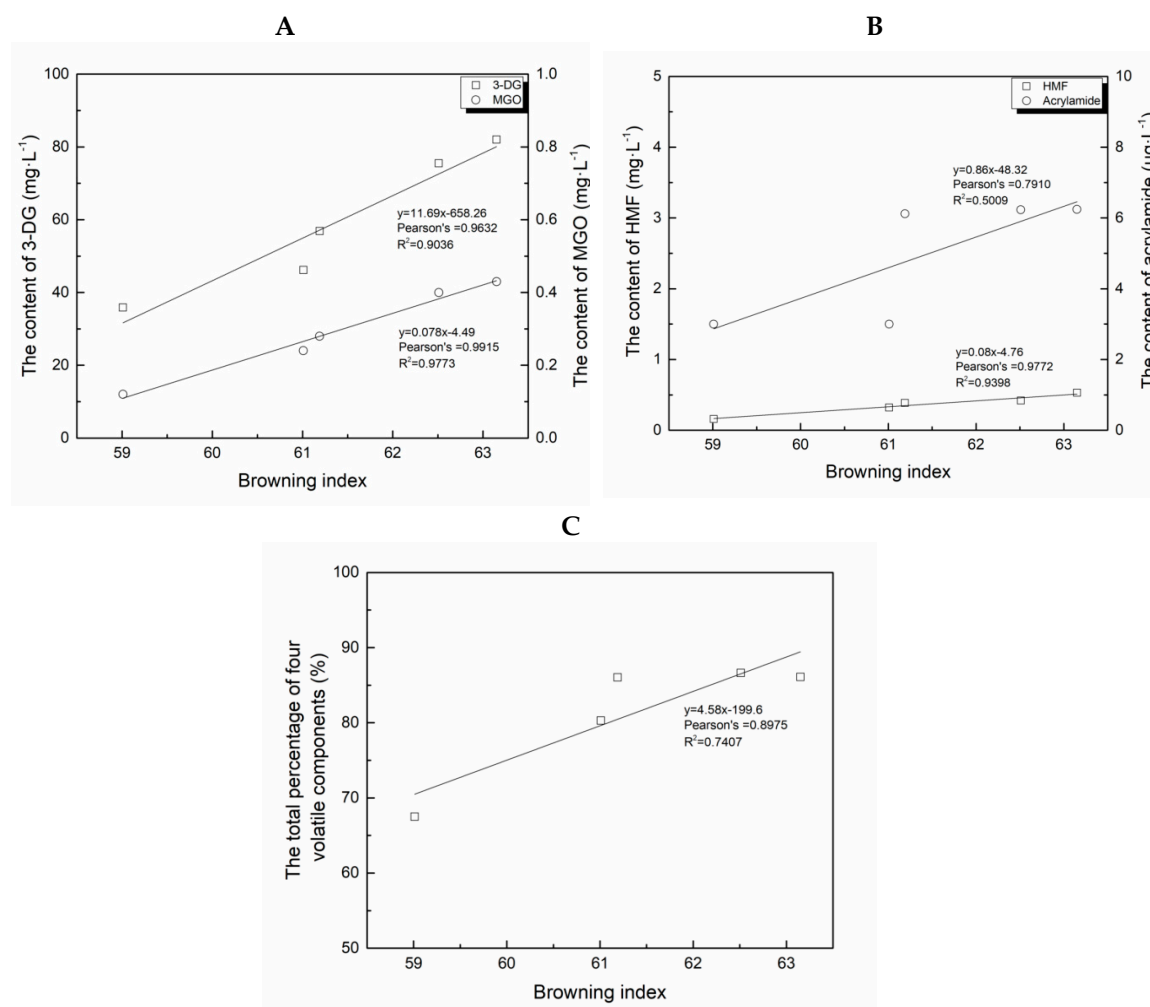 A
100
80
60
40
20
0
1.0
0.8
0.6
0.4
0.2
0.0
59
60
61
62
63
The content of 3-DG (mg·L⁻¹)
The content of MGO (mg·L⁻¹)
Browning index
3-DG
MGO
y=11.69x-658.26
Pearson's =0.9632
R²=0.9036
y=0.078x-4.49
Pearson's =0.9915
R²=0.9773
B
5
4
3
2
1
0
10
8
6
4
2
0
59
60
61
62
63
The content of HMF (mg·L⁻¹)
The content of acrylamide (µg·L⁻¹)
Browning index
HMF
Acrylamide
y=0.86x-48.32
Pearson's =0.7910
R²=0.5009
y=0.08x-4.76
Pearson's =0.9772
R²=0.9398
C
100
90
80
70
60
50
59
60
61
62
63
The total percentage of four
volatile components (%)
Browning index
y=4.58x-199.6
Pearson's =0.8975
R²=0.7407